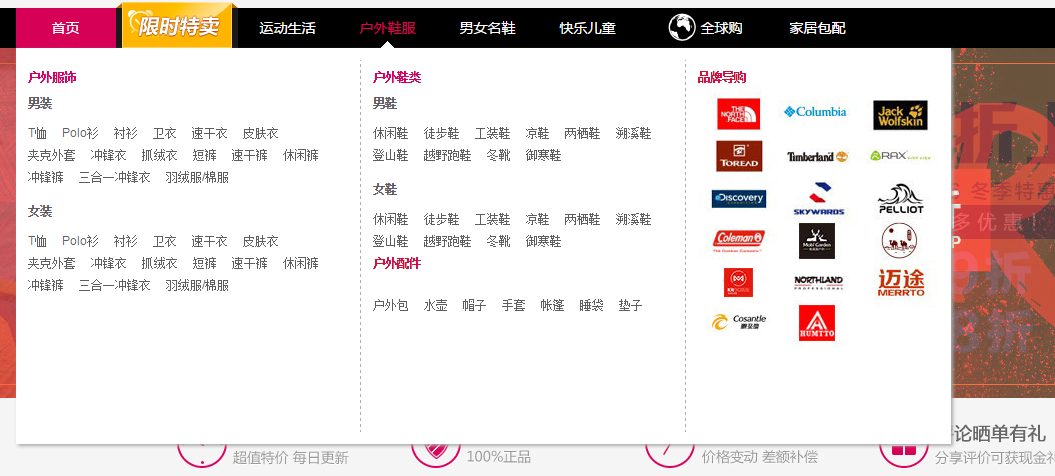 首页 限时特卖 运动生活 户外鞋服 男女名鞋 快乐儿童 全球购 家居包配
户外服饰
男装
T恤 Polo衫 衬衫 卫衣 速干衣 皮肤衣
夹克外套 冲锋衣 抓绒衣 短裤 速干裤 休闲裤
冲锋裤 三合一冲锋衣 羽绒服/棉服
女装
T恤 Polo衫 衬衫 卫衣 速干衣 皮肤衣
夹克外套 冲锋衣 抓绒衣 短裤 速干裤 休闲裤
冲锋裤 三合一冲锋衣 羽绒服/棉服
户外鞋类
男鞋
休闲鞋 徒步鞋 工装鞋 凉鞋 两栖鞋 溯溪鞋
登山鞋 越野跑鞋 冬靴 御寒鞋
女鞋
休闲鞋 徒步鞋 工装鞋 凉鞋 两栖鞋 溯溪鞋
登山鞋 越野跑鞋 冬靴 御寒鞋
户外配件
户外包 水壶 帽子 手套 帐篷 睡袋 垫子
品牌导购
THE NORTH FACE Columbia Jack Wolfskin
TOREAD Timberland RAX
Discovery SKYWARDS PELLIOT
Coleman Mobi Garden
NORTHLAND PROFESSIONAL 迈途 MERRTO
Cosantle HUMTTO
折
冬季特惠
多优惠！
P
折
折
论晒单有礼
超值特价 每日更新 100%正品 价格变动 差额补偿 分享评价可获现金